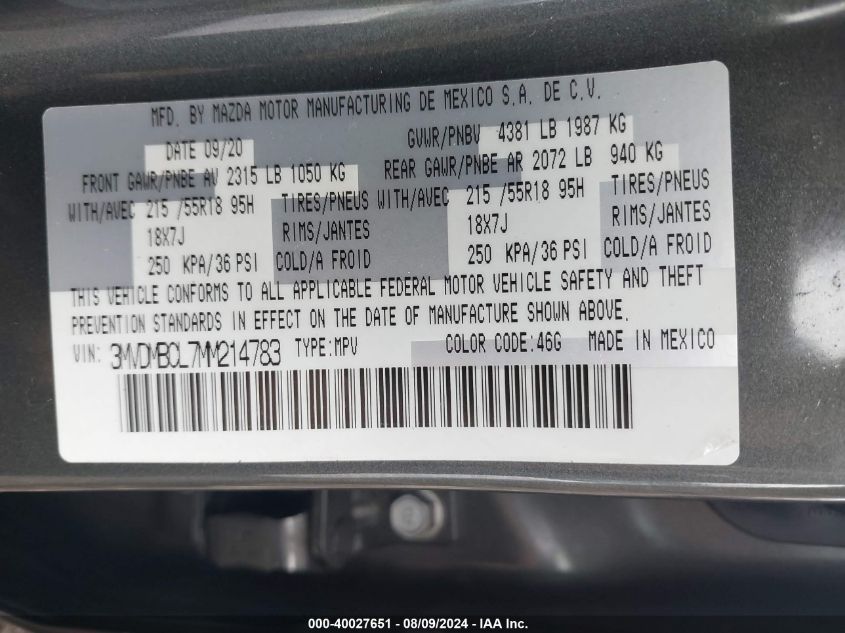 MFD. BY MAZDA MOTOR MANUFACTURING DE MEXICO S.A. DE C.V.
DATE 09/20 GVWR/PNBV 4381 LB 1987 KG
FRONT GAWR/PNBE AV 2315 LB 1050 KG REAR GAWR/PNBE AR 2072 LB 940 KG
WITH/AVEC 215 /55R18 95H TIRES/PNEUS WITH/AVEC 215 /55R18 95H TIRES/PNEUS
18X7J RIMS/JANTES 18X7J RIMS/JANTES
250 KPA/36 PSI COLD/A FROID 250 KPA/36 PSI COLD/A FROID
THIS VEHICLE CONFORMS TO ALL APPLICABLE FEDERAL MOTOR VEHICLE SAFETY AND THEFT
PREVENTION STANDARDS IN EFFECT ON THE DATE OF MANUFACTURE SHOWN ABOVE.
VIN: 3MVDMBCL7MM214783 TYPE:MPV COLOR CODE:46G MADE IN MEXICO
000-40027651 - 08/09/2024 - IAA Inc.